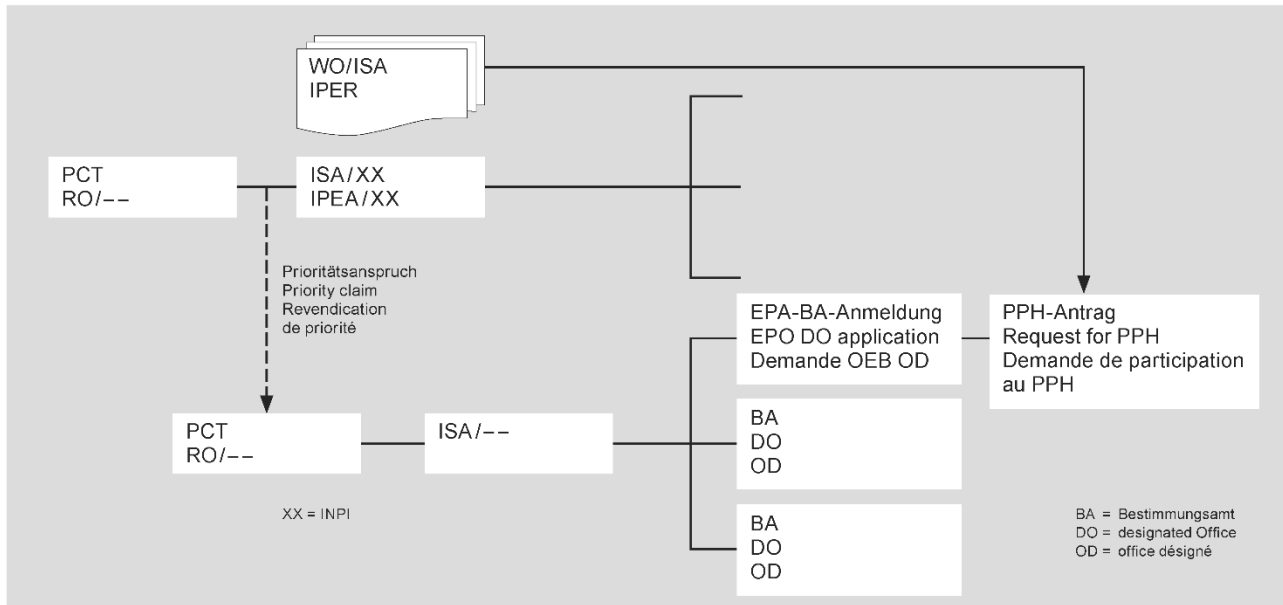 WO/ISA
IPER
PCT
RO/––
ISA/XX
IPEA/XX
Prioritätsanspruch
Priority claim
Revendication
de priorité
EPA-BA-Anmeldung
EPO DO application
Demande OEB OD
PPH-Antrag
Request for PPH
Demande de participation
au PPH
PCT
RO/––
ISA/––
BA
DO
OD
XX = INPI
BA
DO
OD
BA = Bestimmungsamt
DO = designated Office
OD = office désigné